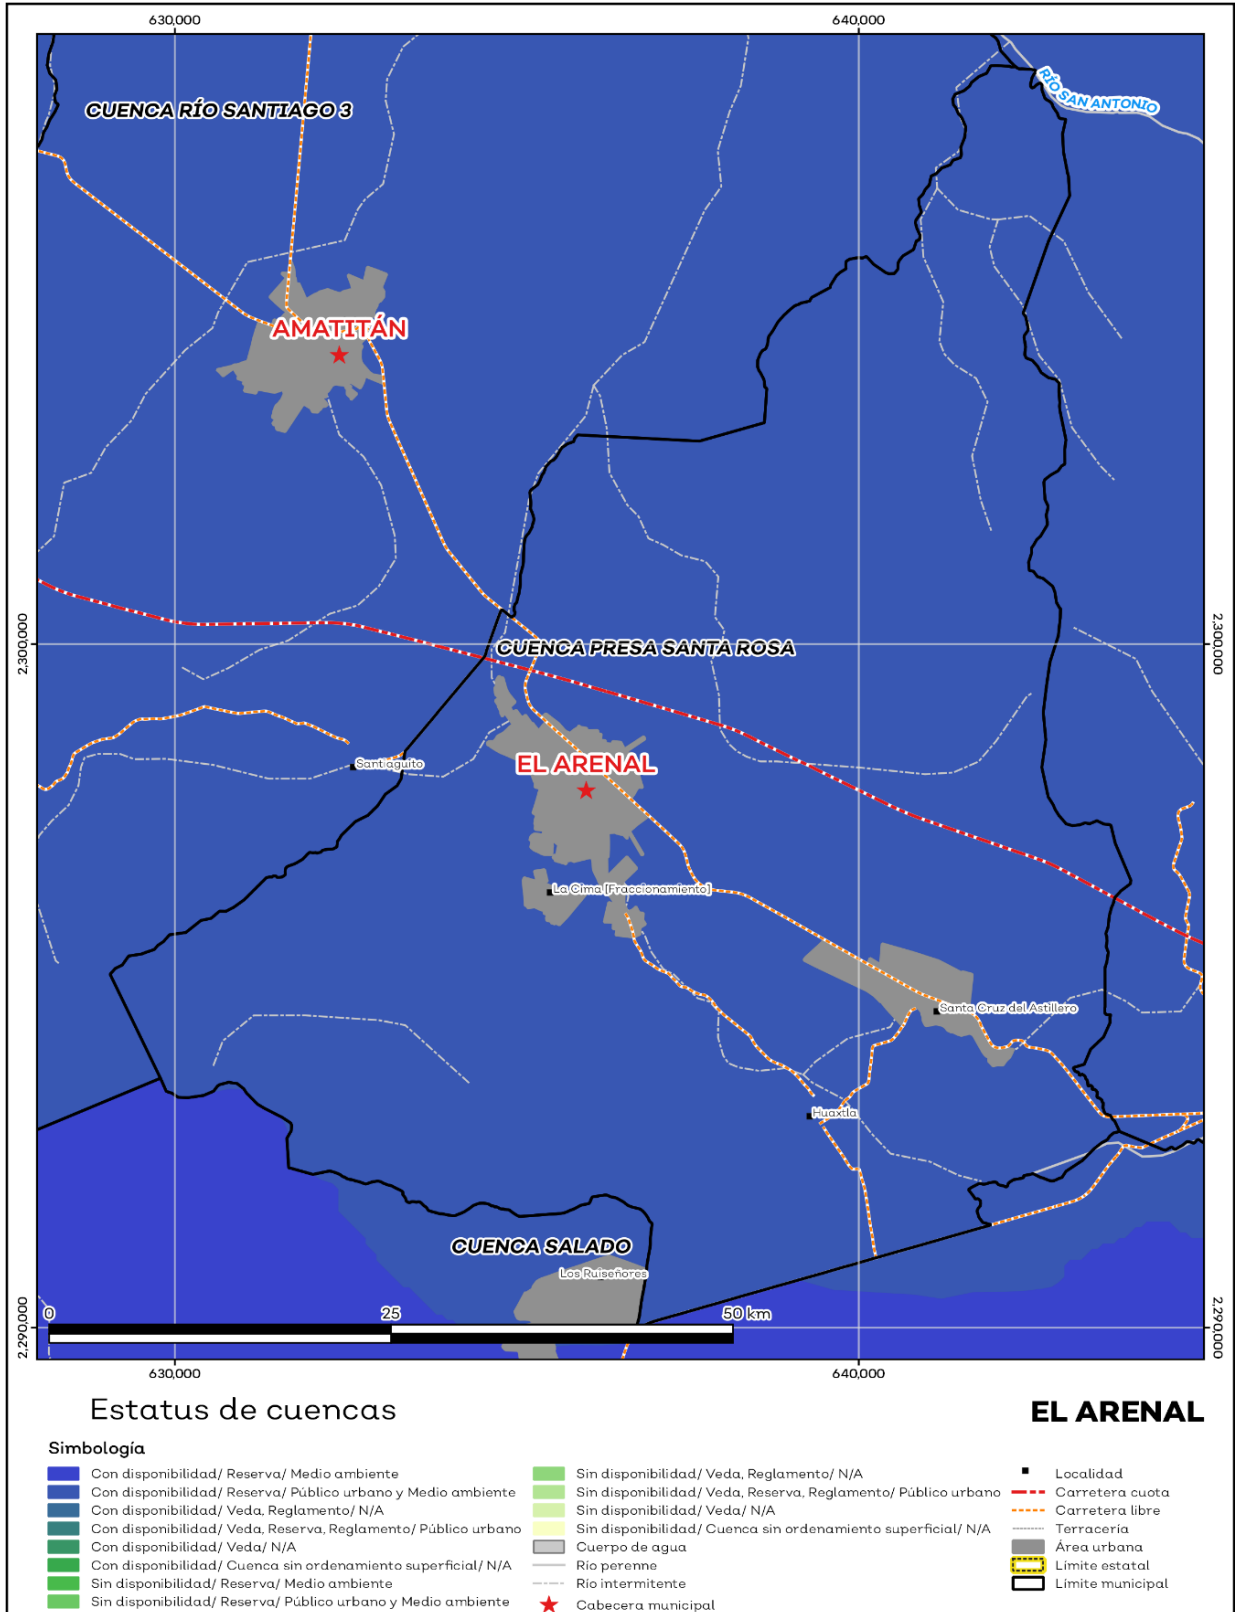 630,000
640,000
RÍO SAN ANTONIO
CUENCA RÍO SANTIAGO 3
AMATITÁN
2,300,000
2,300,000
CUENCA PRESA SANTA ROSA
Santiaguito
EL ARENAL
La Cima [Fraccionamiento]
Santa Cruz del Astillero
Huaxtla
CUENCA SALADO
Los Ruiseñores
0
25
50 km
2,290,000
2,290,000
630,000
640,000
Estatus de cuencas
EL ARENAL
Simbología
Con disponibilidad/ Reserva/ Medio ambiente
Con disponibilidad/ Reserva/ Público urbano y Medio ambiente
Con disponibilidad/ Veda, Reglamento/ N/A
Con disponibilidad/ Veda, Reserva, Reglamento/ Público urbano
Con disponibilidad/ Veda/ N/A
Con disponibilidad/ Cuenca sin ordenamiento superficial/ N/A
Sin disponibilidad/ Reserva/ Medio ambiente
Sin disponibilidad/ Reserva/ Público urbano y Medio ambiente
Sin disponibilidad/ Veda, Reglamento/ N/A
Sin disponibilidad/ Veda, Reserva, Reglamento/ Público urbano
Sin disponibilidad/ Veda/ N/A
Sin disponibilidad/ Cuenca sin ordenamiento superficial/ N/A
Cuerpo de agua
Río perenne
Río intermitente
Cabecera municipal
Localidad
Carretera cuota
Carretera libre
Terracería
Área urbana
Límite estatal
Límite municipal